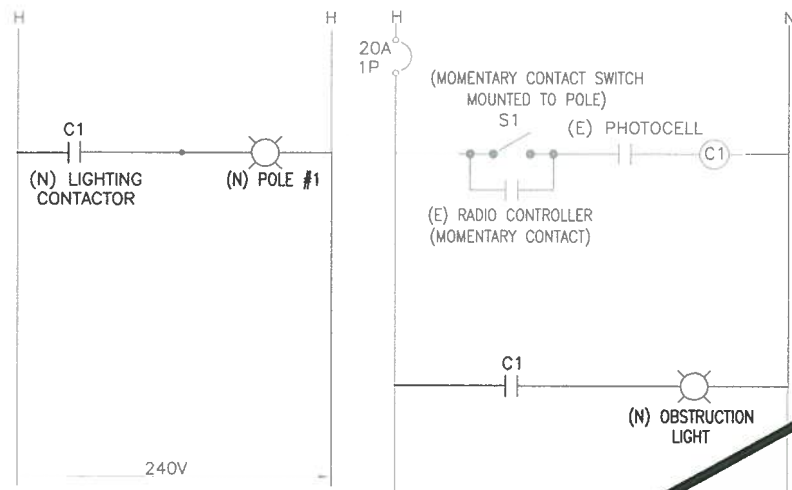 H
H
H
N
20A
1P
(MOMENTARY CONTACT SWITCH
MOUNTED TO POLE)
S1
(E) PHOTOCELL
C1
C1
(N) LIGHTING
CONTACTOR
(N) POLE #1
(E) RADIO CONTROLLER
(MOMENTARY CONTACT)
C1
(N) OBSTRUCTION
LIGHT
240V